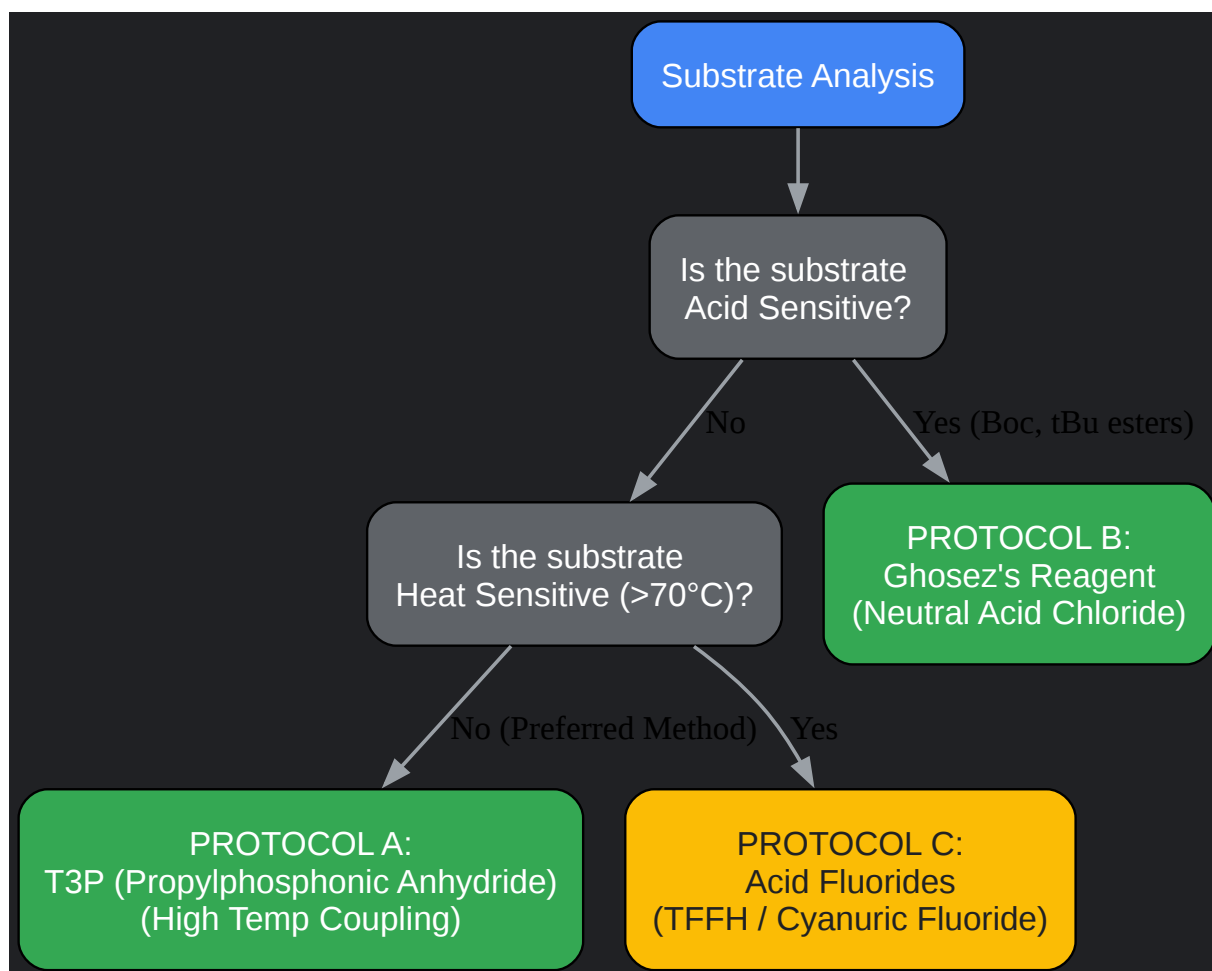 Substrate Analysis
Is the substrate
Acid Sensitive?
No
Yes (Boc, tBu esters)
Is the substrate
Heat Sensitive (>70°C)?
PROTOCOL B:
Ghosez's Reagent
(Neutral Acid Chloride)
No (Preferred Method)
Yes
PROTOCOL A:
T3P (Propylphosphonic Anhydride)
(High Temp Coupling)
PROTOCOL C:
Acid Fluorides
(TFFH / Cyanuric Fluoride)